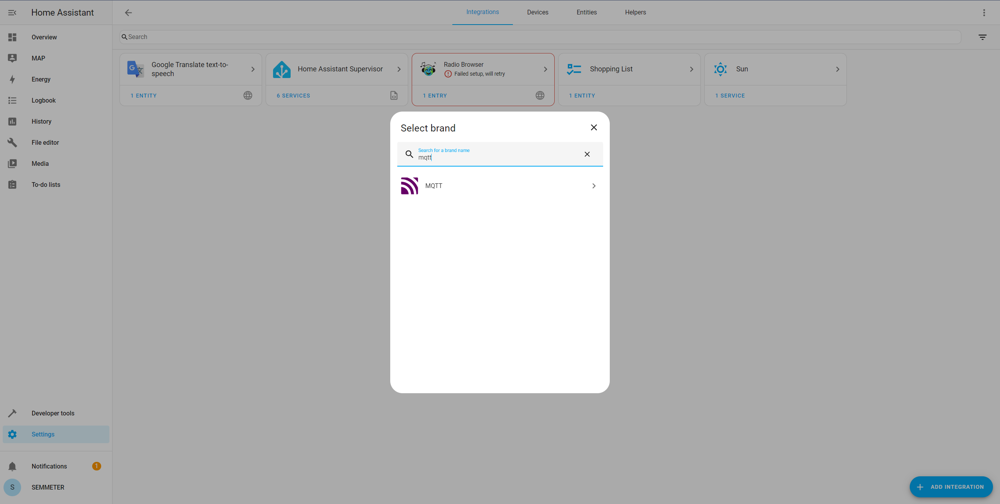 Home Assistant
Integrations
Devices
Entities
Helpers
Search
Overview
MAP
Energy
Logbook
History
File editor
Media
To-do lists
Google Translate text-to-
speech
1 ENTITY
Home Assistant Supervisor
6 SERVICES
Radio Browser
Failed setup, will retry
1 ENTRY
Shopping List
1 ENTITY
Sun
1 SERVICE
Select brand
Search for a brand name
mqtt
MQTT
Developer tools
Settings
Notifications
1
S
SEMMETER
ADD INTEGRATION